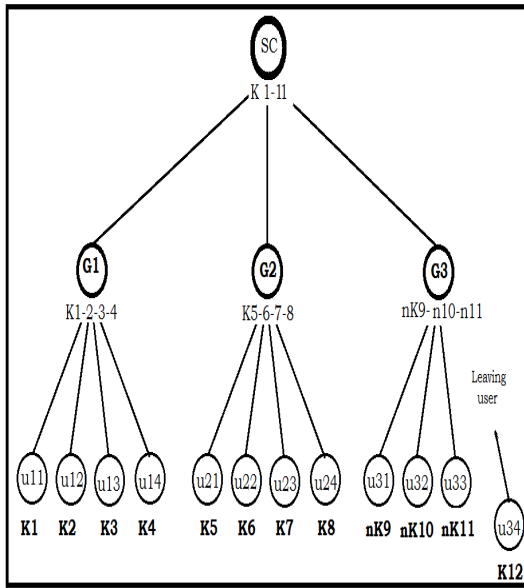 SC
K 1-11
G1 G2 G3
K1-2-3-4 K5-6-7-8 nK9- n10-n11
Leaving
user
u11 u12 u13 u14 u21 u22 u23 u24 u31 u32 u33
K1 K2 K3 K4 K5 K6 K7 K8 nK9 nK10 nK11
u34
K12